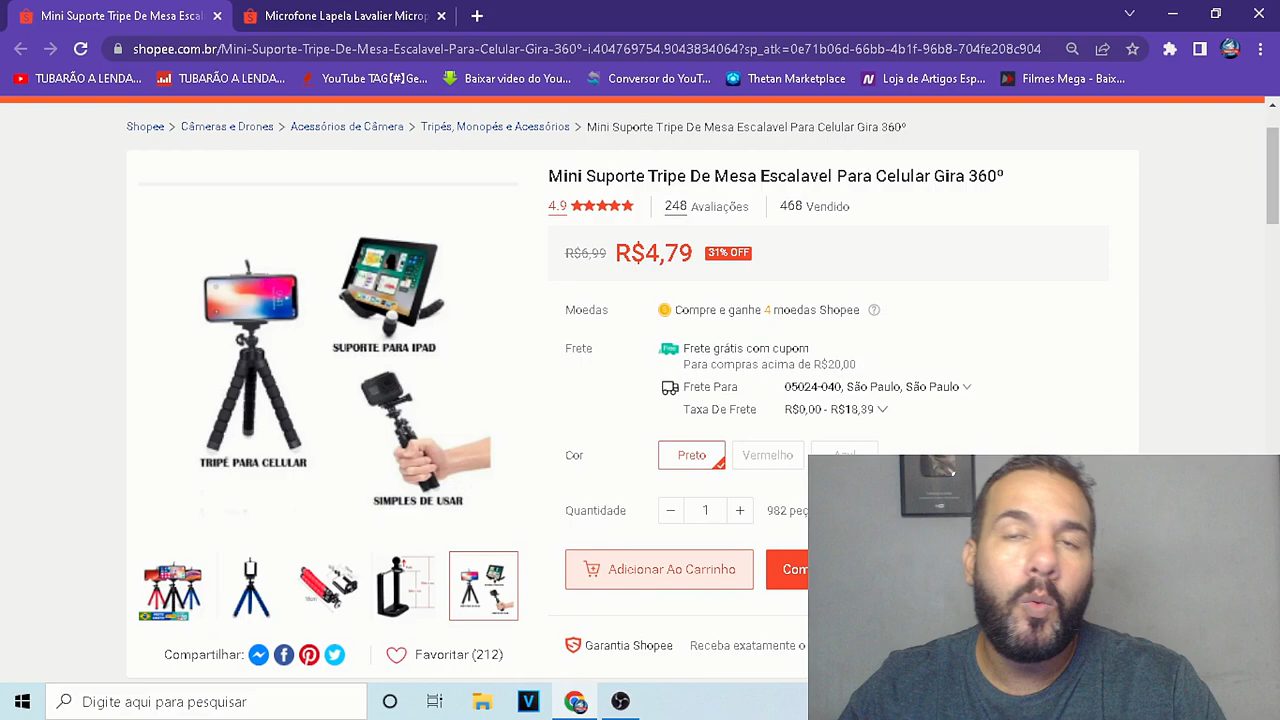 Mini Suporte Tripe De Mesa Escal
Microfone Lapela Lavalier Microp
shopee.com.br/Mini-Suporte-Tripe-De-Mesa-Escalavel-Para-Celular-Gira-360º-i.404769754.9043834064?sp_atk=0e71b06d-66bb-4b1f-96b8-704fe208c904
TUBARÃO A LENDA...
TUBARÃO A LENDA...
YouTube TAG[#]Ge...
Baixar video do You...
Conversor do YouT...
Thetan Marketplace
Loja de Artigos Esp...
Filmes Mega - Baix...
Shopee > Câmeras e Drones > Acessórios de Câmera > Tripés, Monopés e Acessórios > Mini Suporte Tripe De Mesa Escalavel Para Celular Gira 360º
Mini Suporte Tripe De Mesa Escalavel Para Celular Gira 360º
4.9
248 Avaliações
468 Vendido
R$6,99 R$4,79 31% OFF
Moedas
Compre e ganhe 4 moedas Shopee
Frete
Frete grátis com cupom
Para compras acima de R$20,00
Frete Para 05024-040, São Paulo, São Paulo
Taxa De Frete R$0,00 - R$18,39
SUPORTE PARA IPAD
TRIPÉ PARA CELULAR
SIMPLES DE USAR
Cor
Preto
Vermelho
Quantidade
1
982 peç
Adicionar Ao Carrinho
Com
Compartilhar:
Favoritar (212)
Garantia Shopee
Receba exatamente o
Digite aqui para pesquisar